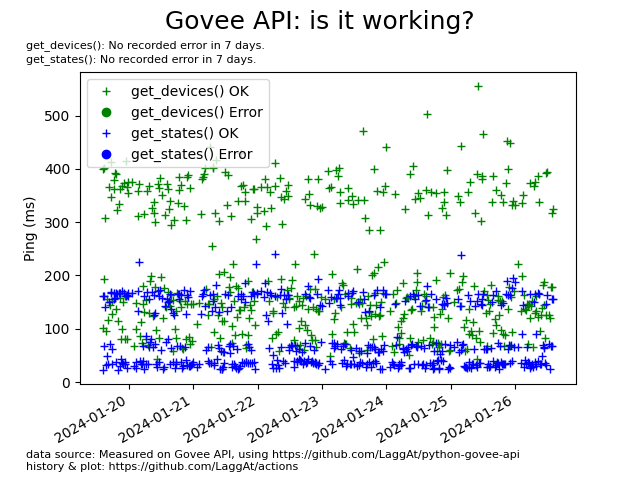 Govee API: is it working?
get_devices(): No recorded error in 7 days.
get_states(): No recorded error in 7 days.
get_devices() OK
get_devices() Error
get_states() OK
get_states() Error
Ping (ms)
500
400
300
200
100
0
2024-01-20
2024-01-21
2024-01-22
2024-01-23
2024-01-24
2024-01-25
2024-01-26
data source: Measured on Govee API, using https://github.com/LaggAt/python-govee-api
history & plot: https://github.com/LaggAt/actions